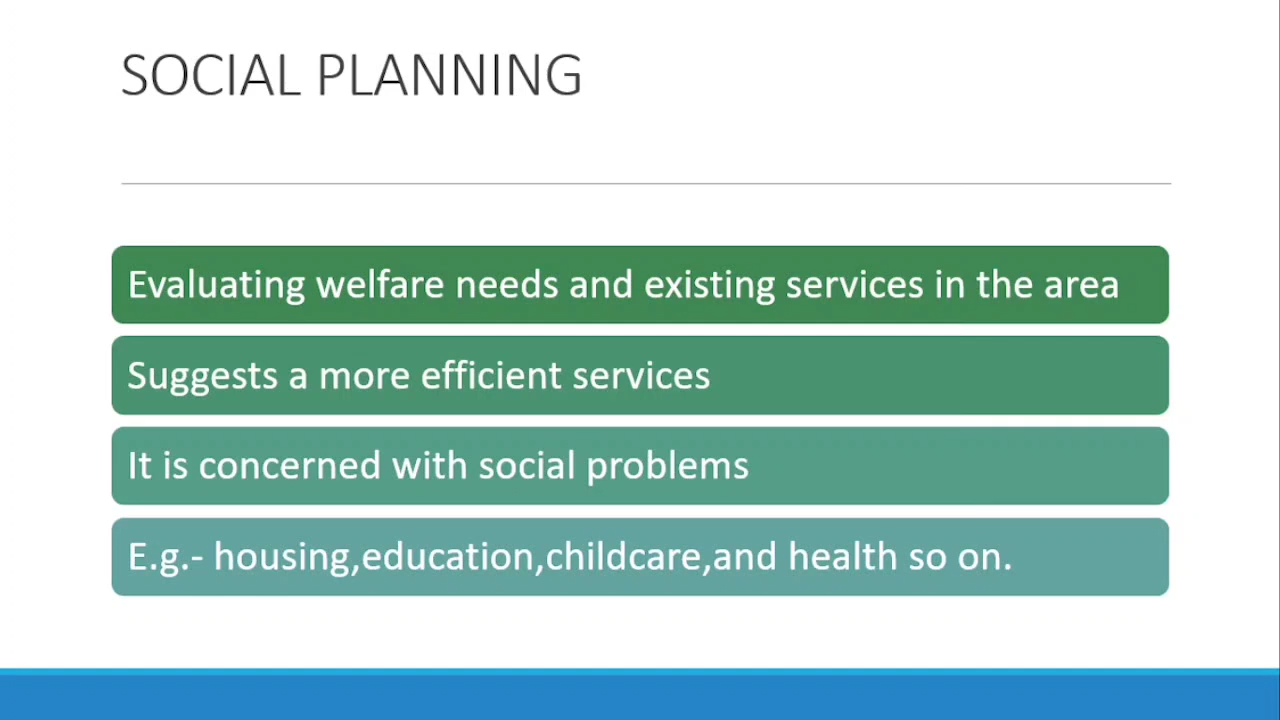 SOCIAL PLANNING
Evaluating welfare needs and existing services in the area
Suggests a more efficient services
It is concerned with social problems
E.g.- housing,education,childcare,and health so on.